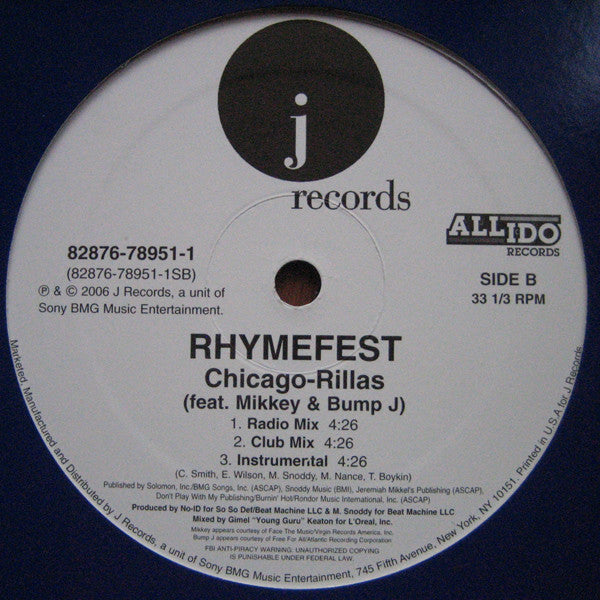 j
records
ALLIDO
RECORDS
82876-78951-1
(82876-78951-1SB)
℗ & © 2006 J Records, a unit of
Sony BMG Music Entertainment.
SIDE B
33 1/3 RPM
RHYMEFEST
Chicago-Rillas
(feat. Mikkey & Bump J)
1. Radio Mix 4:26
2. Club Mix 4:26
3. Instrumental 4:26
(C. Smith, E. Wilson, M. Snoddy, M. Nance, T. Boykin)
Published by Solomon, Inc./BMG Songs, Inc. (ASCAP), Snoddy Music (BMI), Jeremiah Mikkel's Publishing (ASCAP),
Don't Play With My Publishing/Burnin' Hot/Rondor Music International, Inc. (ASCAP).
Produced by No-ID for So So Def/Beat Machine LLC & M. Snoddy for Beat Machine LLC
Mixed by Gimel "Young Guru" Keaton for L'Oreal, Inc.
Mikkey appears courtesy of Face The Music/Virgin Records America, Inc.
Bump J appears courtesy of Free For All/Atlantic Recording Corporation
FBI ANTI-PIRACY WARNING: UNAUTHORIZED COPYING
IS PUNISHABLE UNDER FEDERAL LAW.
Marketed, Manufactured and Distributed by J Records, a unit of Sony BMG Music Entertainment, 745 Fifth Avenue, New York, NY 10151. Printed in U.S.A for J Records.